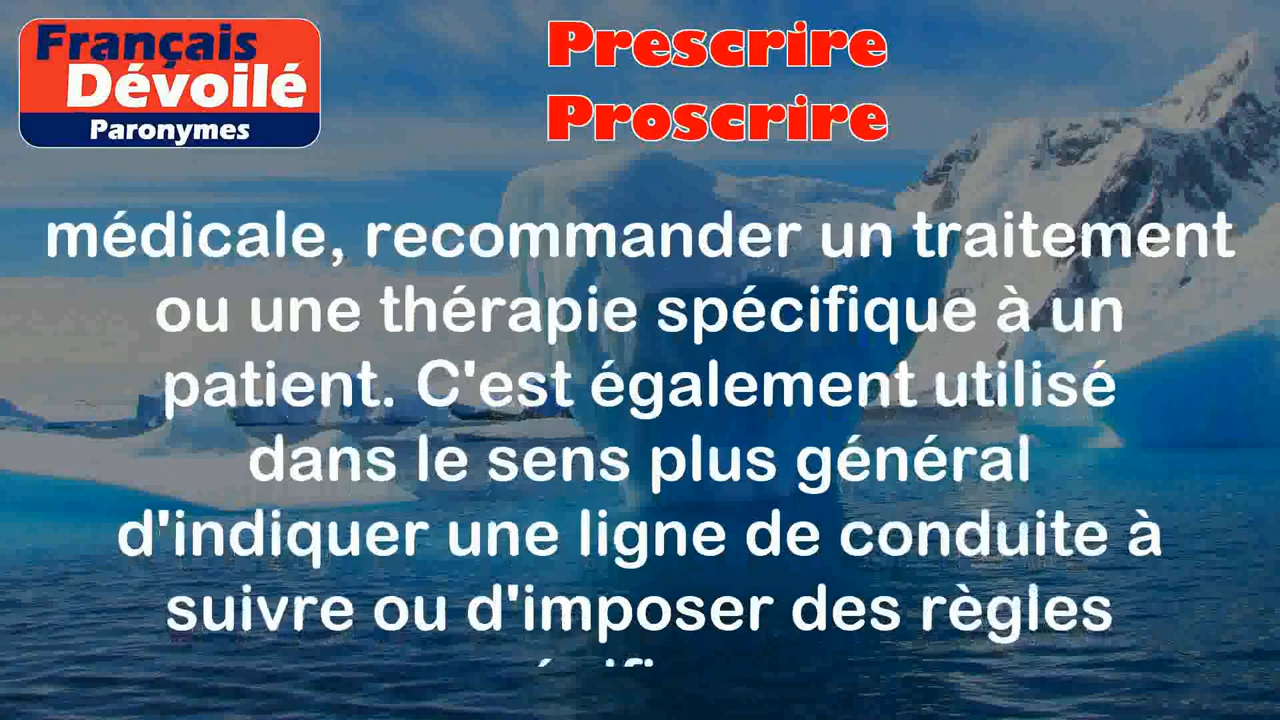 Français
Dévoilé
Paronymes
Prescrire
Proscrire
médicale, recommander un traitement
ou une thérapie spécifique à un
patient. C'est également utilisé
dans le sens plus général
d'indiquer une ligne de conduite à
suivre ou d'imposer des règles